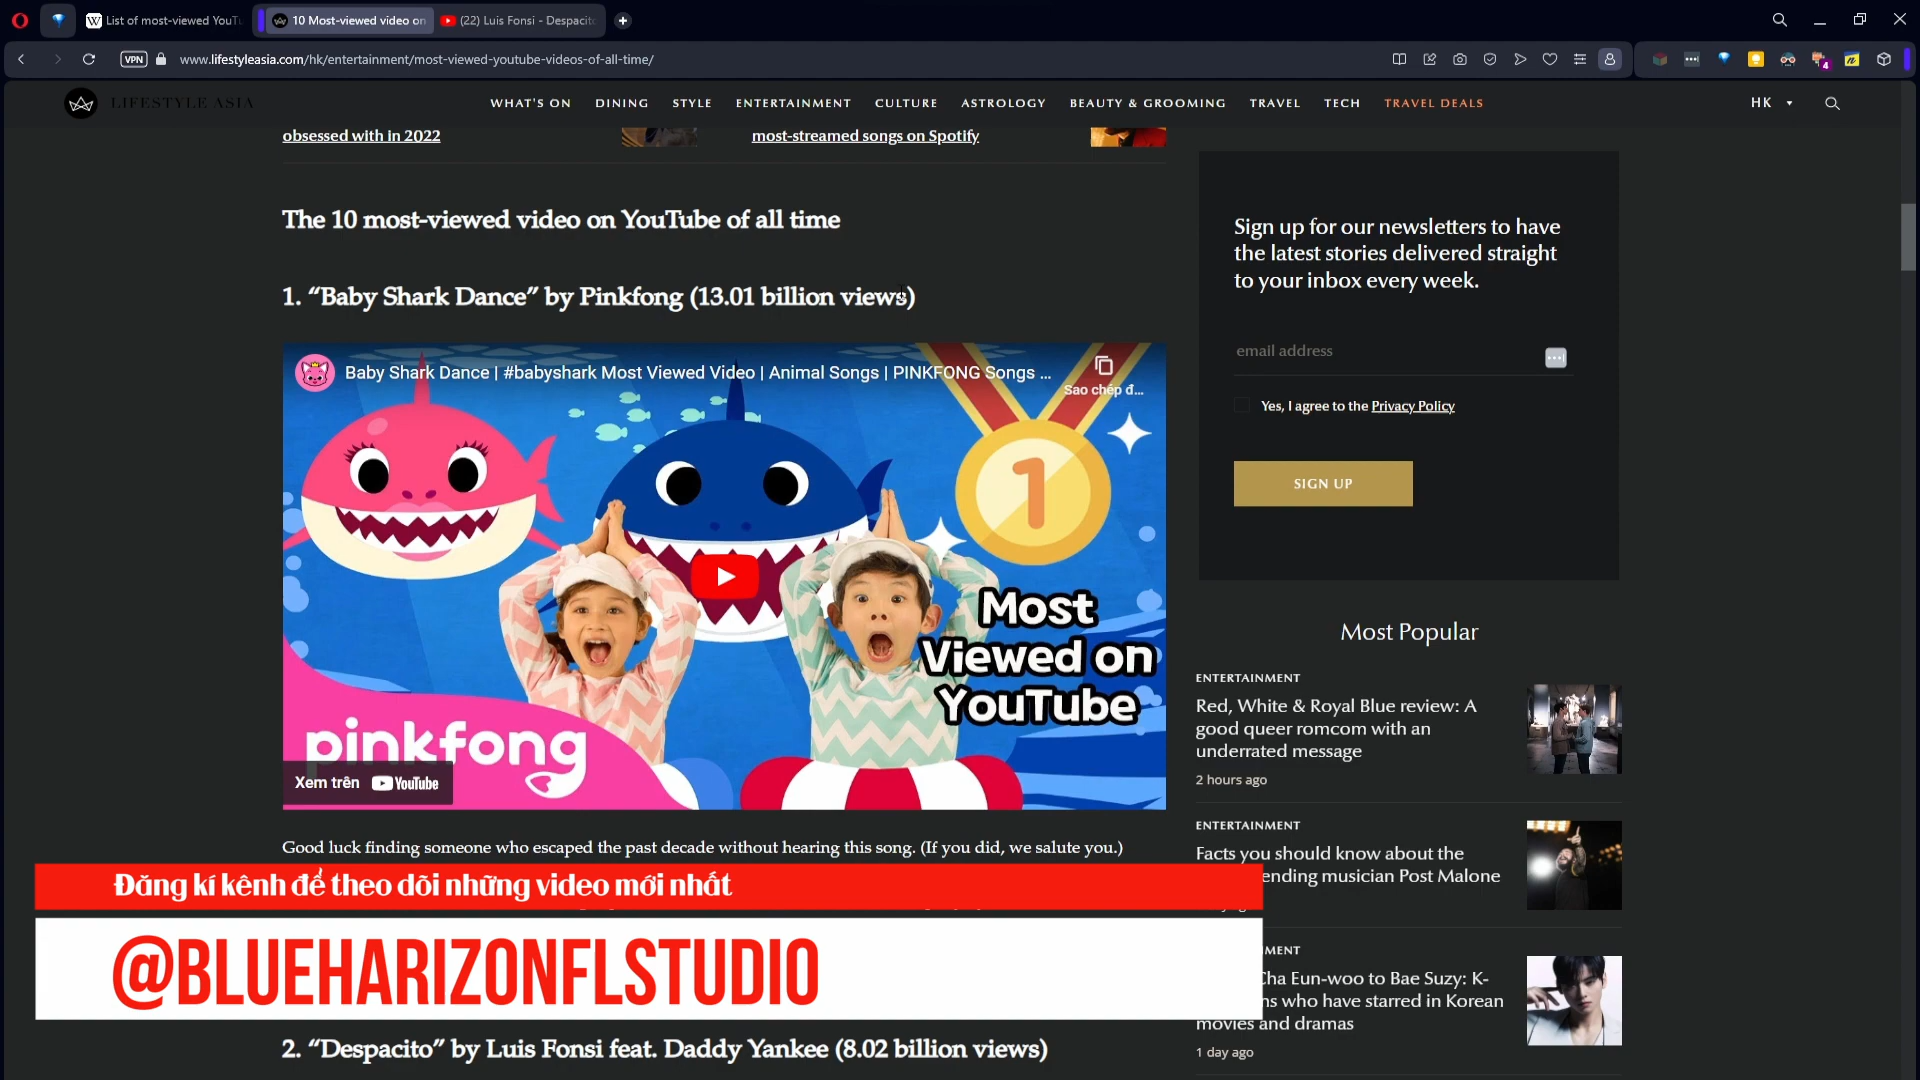 List of most-viewed YouTu
10 Most-viewed video on
(22) Luis Fonsi - Despacito
VPN
www.lifestyleasia.com/hk/entertainment/most-viewed-youtube-videos-of-all-time/
4
LIFESTYLE ASIA
WHAT'S ON DINING STYLE ENTERTAINMENT CULTURE ASTROLOGY BEAUTY & GROOMING TRAVEL TECH TRAVEL DEALS
HK
obsessed with in 2022
most-streamed songs on Spotify
The 10 most-viewed video on YouTube of all time
1. “Baby Shark Dance” by Pinkfong (13.01 billion views)
Baby Shark Dance | #babyshark Most Viewed Video | Animal Songs | PINKFONG Songs ...
Sao chép đ...
1
Most
Viewed on
YouTube
pinkfong
Xem trên YouTube
Good luck finding someone who escaped the past decade without hearing this song. (If you did, we salute you.)
Đăng kí kênh để theo dõi những video mới nhất
@BLUEHARIZONFLSTUDIO
2. “Despacito” by Luis Fonsi feat. Daddy Yankee (8.02 billion views)
Sign up for our newsletters to have
the latest stories delivered straight
to your inbox every week.
email address
Yes, I agree to the Privacy Policy
SIGN UP
Most Popular
ENTERTAINMENT
Red, White & Royal Blue review: A
good queer romcom with an
underrated message
2 hours ago
ENTERTAINMENT
Facts you should know about the
ending musician Post Malone
MENT
Cha Eun-woo to Bae Suzy: K-
ns who have starred in Korean
movies and dramas
1 day ago